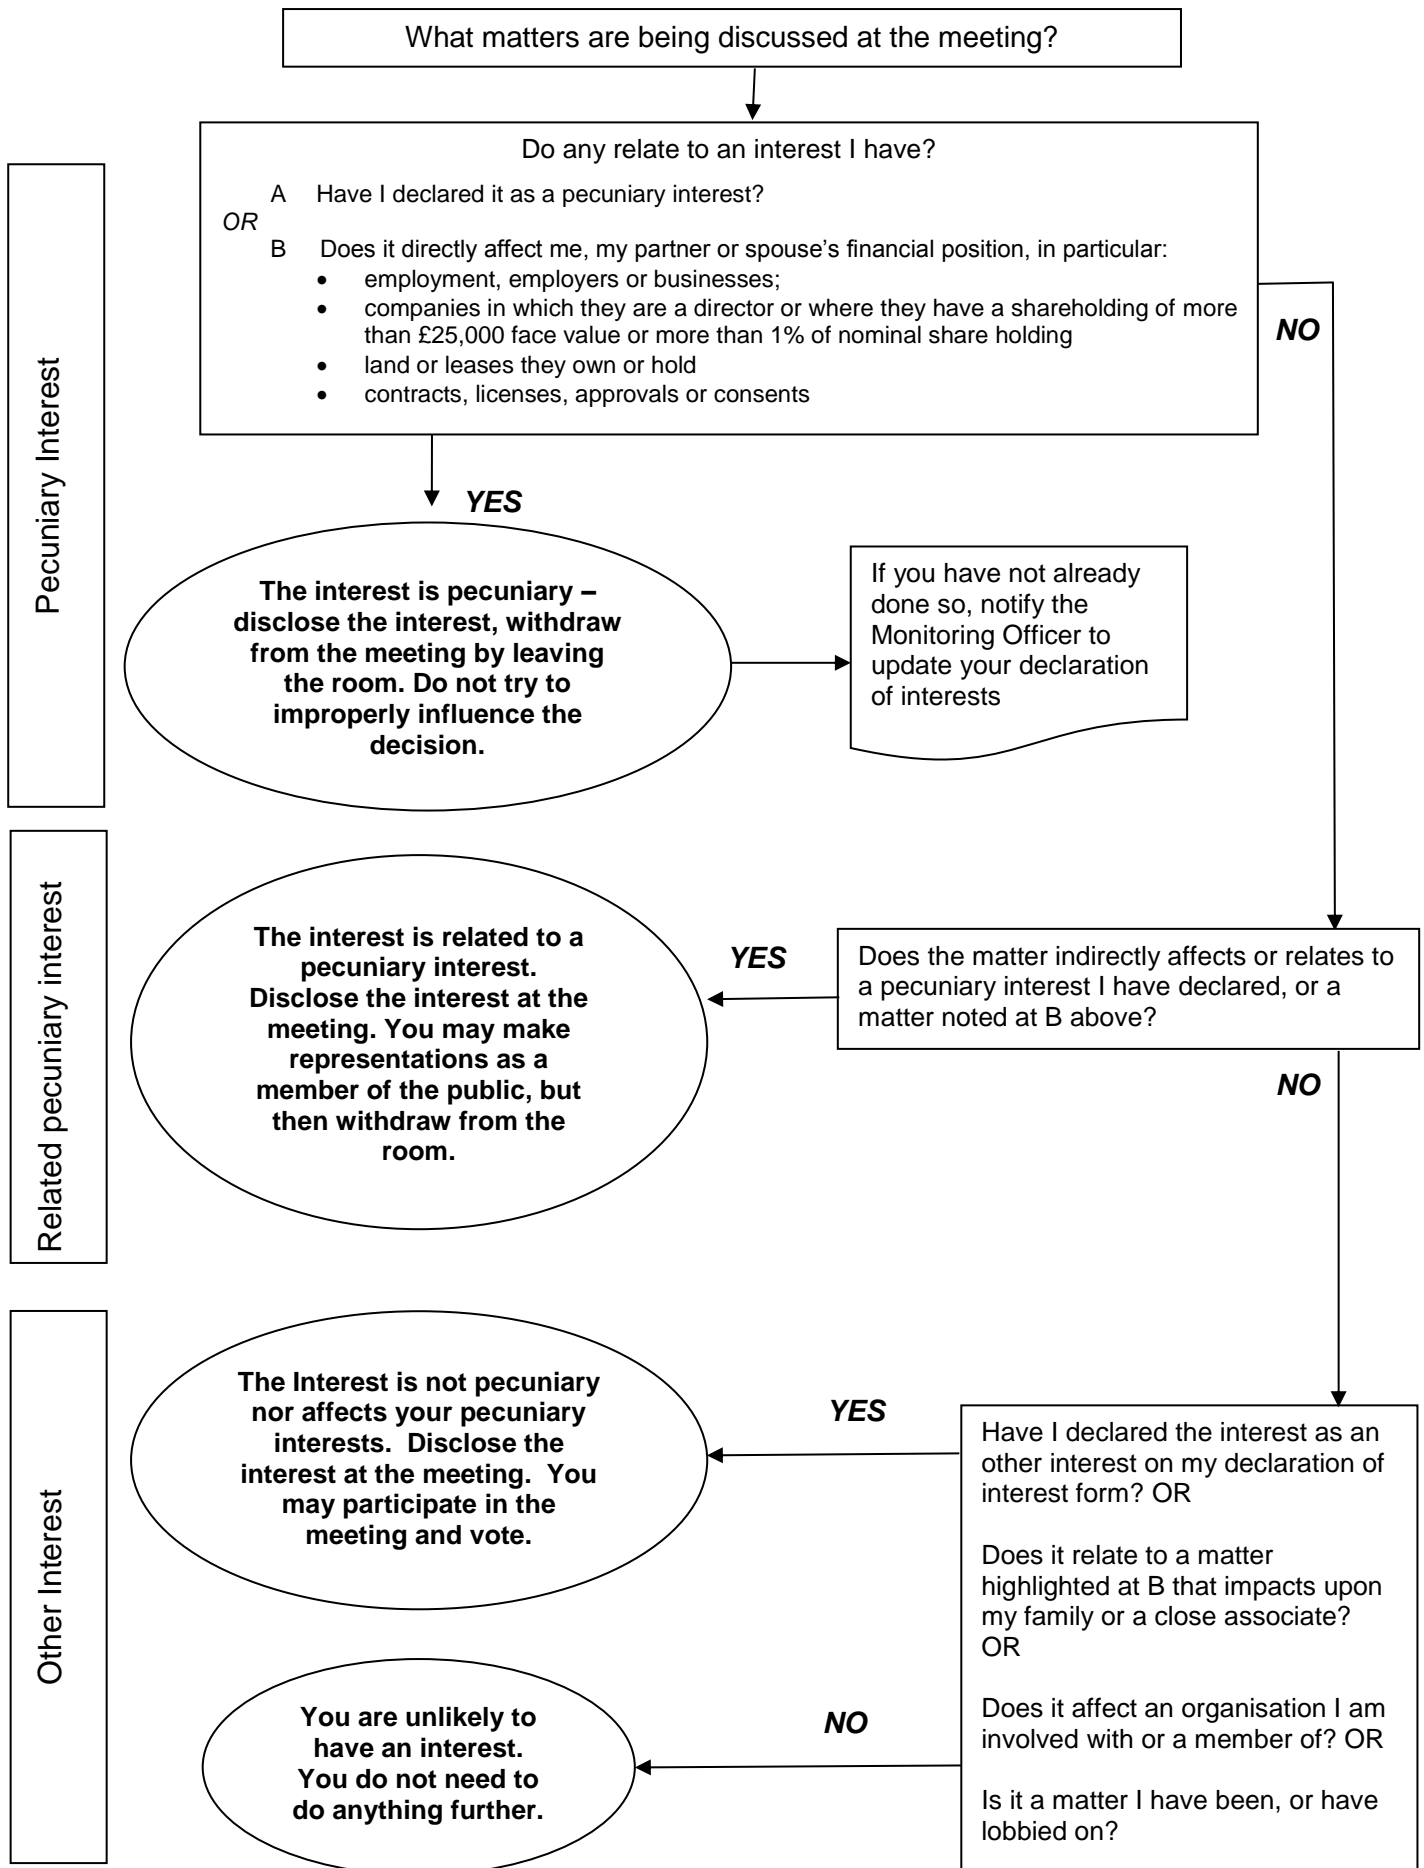 What matters are being discussed at the meeting?
Do any relate to an interest I have?
A Have I declared it as a pecuniary interest?
OR
B Does it directly affect me, my partner or spouse’s financial position, in particular:
• employment, employers or businesses;
• companies in which they are a director or where they have a shareholding of more
than £25,000 face value or more than 1% of nominal share holding
• land or leases they own or hold
• contracts, licenses, approvals or consents
NO
Pecuniary Interest
YES
The interest is pecuniary –
disclose the interest, withdraw
from the meeting by leaving
the room. Do not try to
improperly influence the
decision.
If you have not already
done so, notify the
Monitoring Officer to
update your declaration
of interests
Related pecuniary interest
The interest is related to a
pecuniary interest.
Disclose the interest at the
meeting. You may make
representations as a
member of the public, but
then withdraw from the
room.
YES
Does the matter indirectly affects or relates to
a pecuniary interest I have declared, or a
matter noted at B above?
NO
Other Interest
The Interest is not pecuniary
nor affects your pecuniary
interests. Disclose the
interest at the meeting. You
may participate in the
meeting and vote.
YES
Have I declared the interest as an
other interest on my declaration of
interest form? OR
Does it relate to a matter
highlighted at B that impacts upon
my family or a close associate?
OR
Does it affect an organisation I am
involved with or a member of? OR
Is it a matter I have been, or have
lobbied on?
NO
You are unlikely to
have an interest.
You do not need to
do anything further.